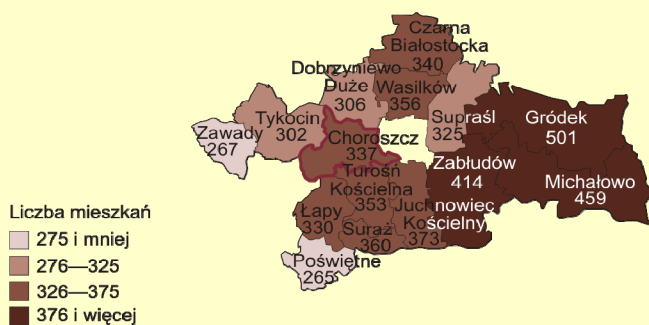 Czarna
Białostocka
340
Dobrzyniewo
Duże
306
Wasilków
356
Supraśl
325
Gródek
501
Tykocin
302
Zawady
267
Choroszcz
337
Zabłudów
414
Michałowo
459
Turośń
Kościelna
353
Juchnowiec
Kościelny
373
Łapy
330
Suraż
360
Poświętne
265
Liczba mieszkań
275 i mniej
276—325
326—375
376 i więcej